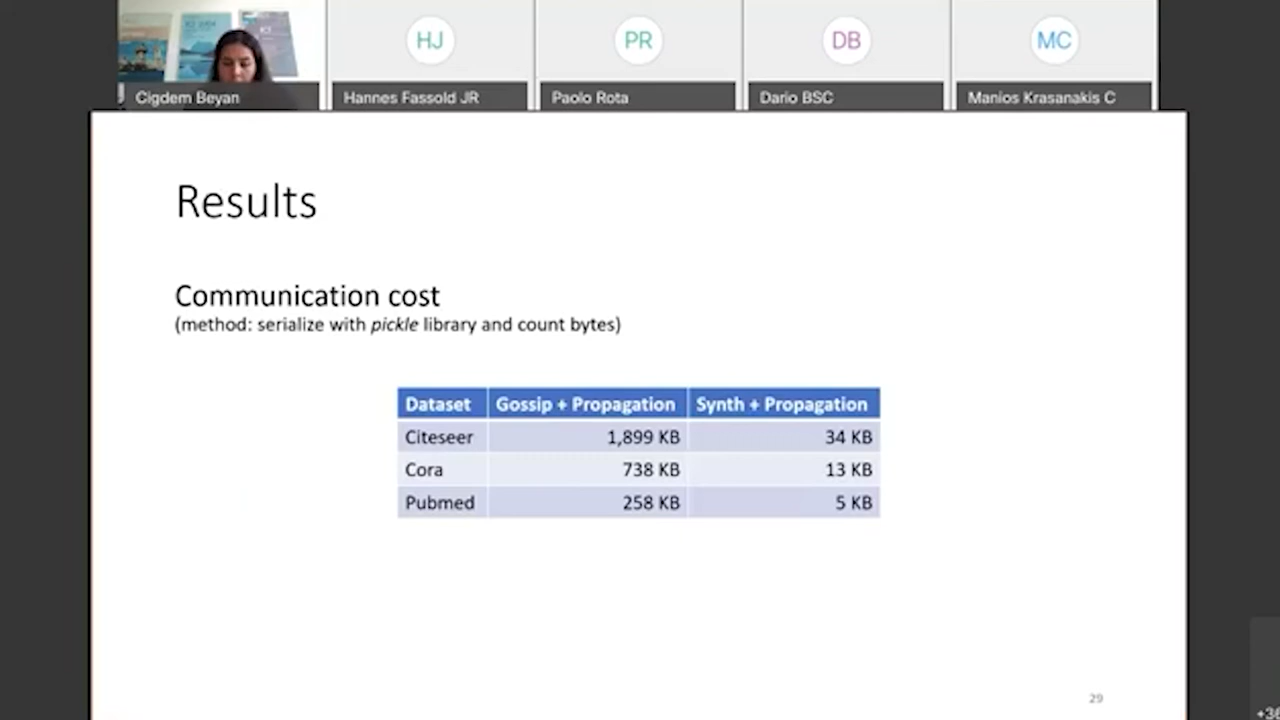 HJ
PR
DB
MC
Cigdem Beyan
Hannes Fassold JR
Paolo Rota
Dario BSC
Manios Krasanakis C
Results
Communication cost
(method: serialize with pickle library and count bytes)
Dataset Gossip + Propagation Synth + Propagation
Citeseer 1,899 KB 34 KB
Cora 738 KB 13 KB
Pubmed 258 KB 5 KB
29